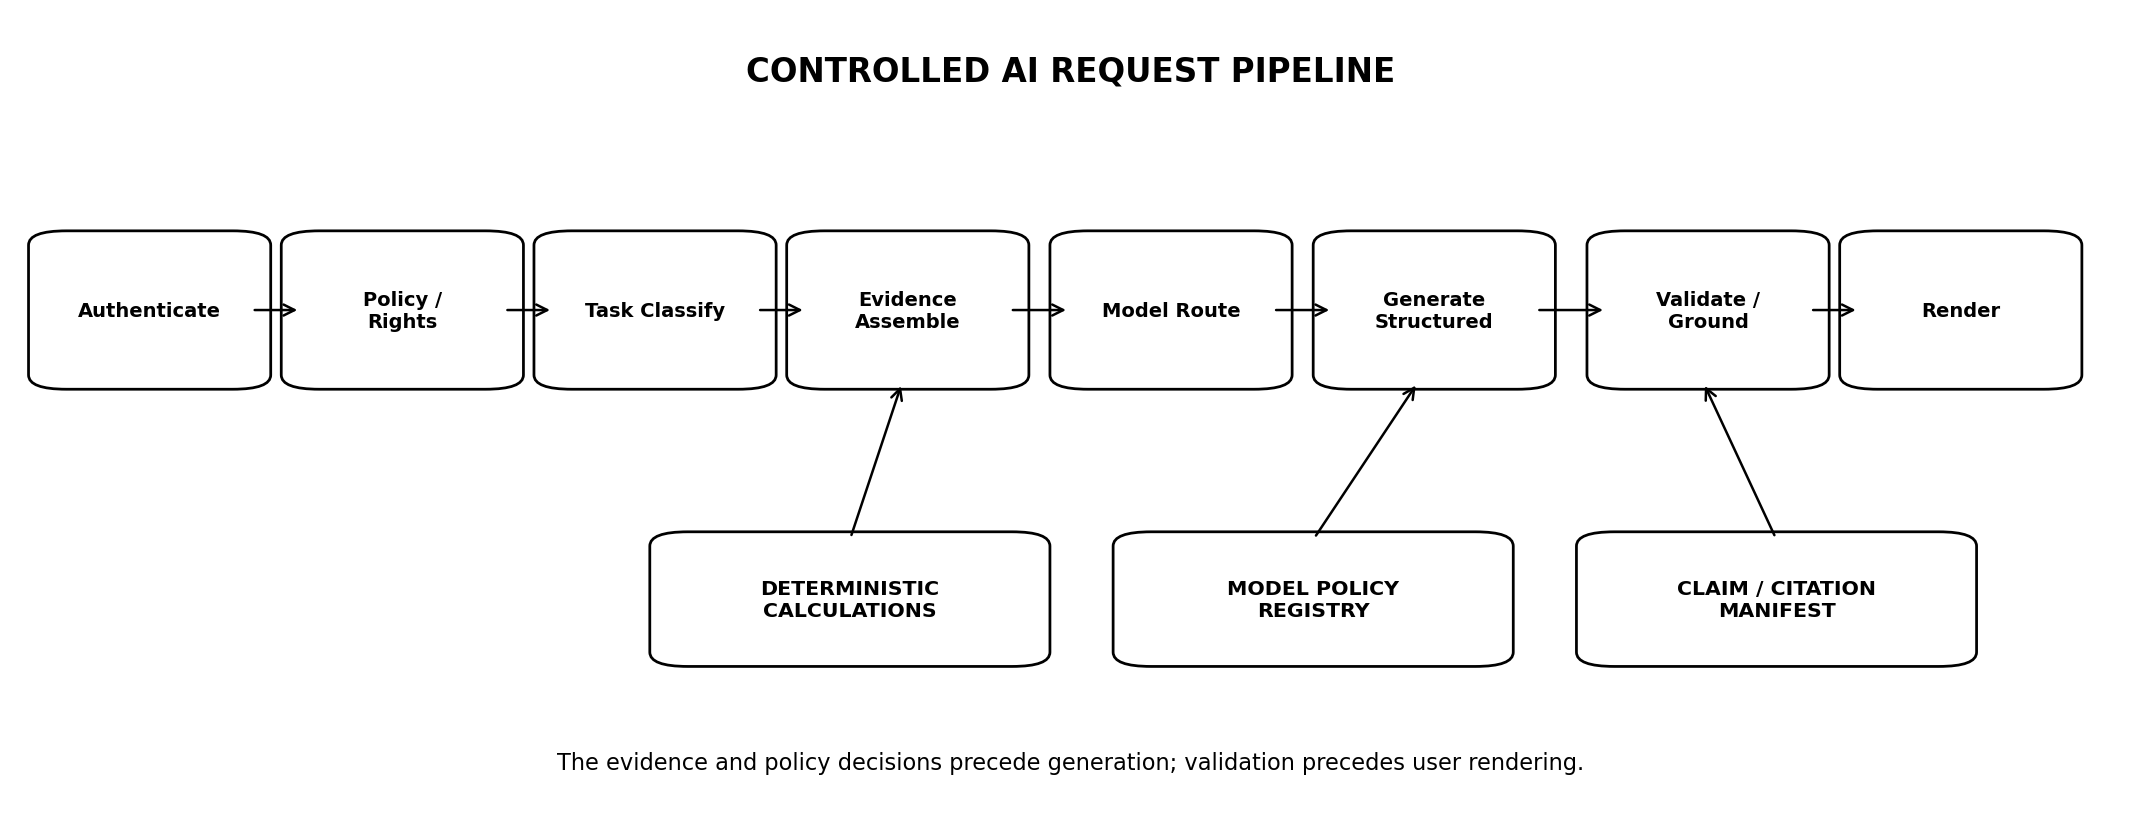 CONTROLLED AI REQUEST PIPELINE
Authenticate
Policy /
Rights
Task Classify
Evidence
Assemble
Model Route
Generate
Structured
Validate /
Ground
Render
DETERMINISTIC
CALCULATIONS
MODEL POLICY
REGISTRY
CLAIM / CITATION
MANIFEST
The evidence and policy decisions precede generation; validation precedes user rendering.